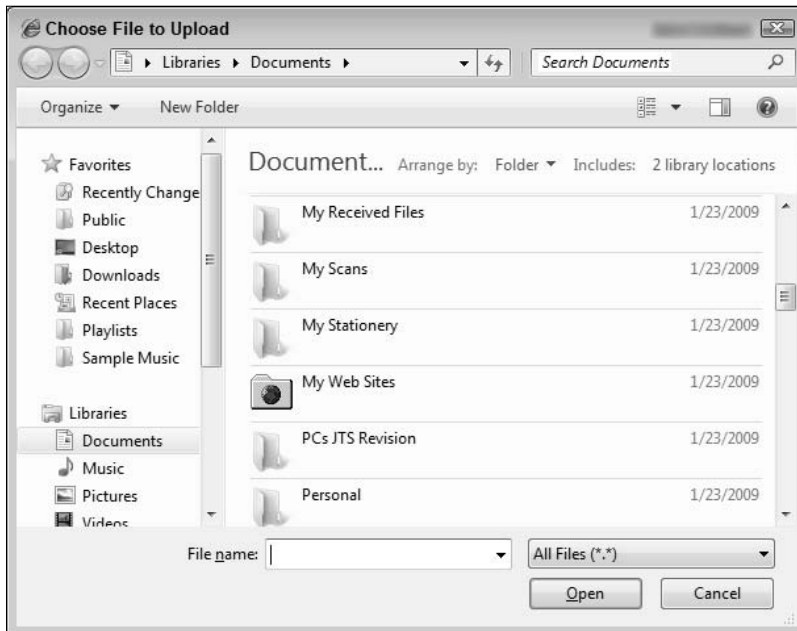 Choose File to Upload
Libraries Documents
Search Documents
Organize New Folder
Favorites
Recently Change
Public
Desktop
Downloads
Recent Places
Playlists
Sample Music
Libraries
Documents
Music
Pictures
Videos
Document... Arrange by: Folder Includes: 2 library locations
My Received Files 1/23/2009
My Scans 1/23/2009
My Stationery 1/23/2009
My Web Sites 1/23/2009
PCs JTS Revision 1/23/2009
Personal 1/23/2009
File name: All Files (*.*)
Open Cancel